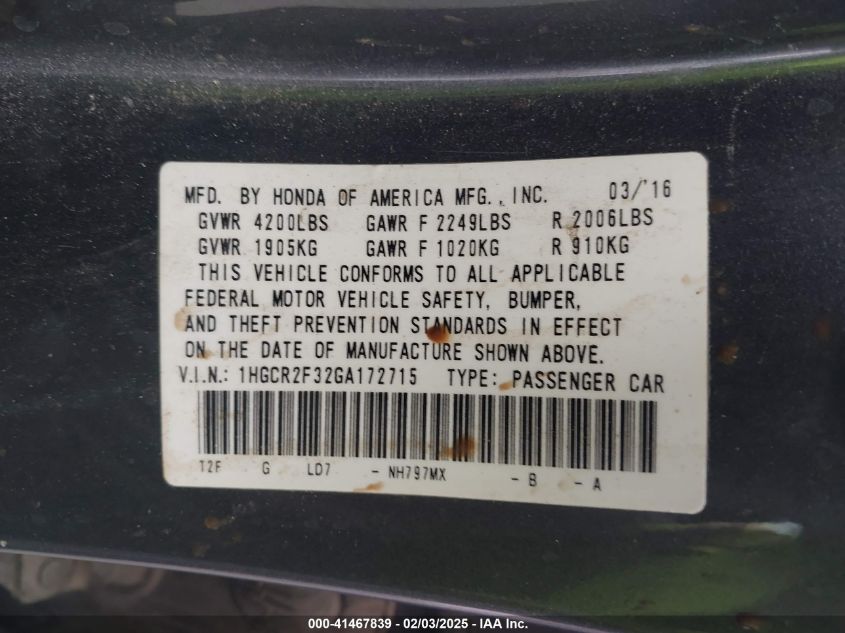 MFD. BY HONDA OF AMERICA MFG., INC. 03/'16
GVWR 4200LBS GAWR F 2249LBS R 2006LBS
GVWR 1905KG GAWR F 1020KG R 910KG
THIS VEHICLE CONFORMS TO ALL APPLICABLE
FEDERAL MOTOR VEHICLE SAFETY, BUMPER,
AND THEFT PREVENTION STANDARDS IN EFFECT
ON THE DATE OF MANUFACTURE SHOWN ABOVE.
V.I.N.: 1HGCR2F32GA172715 TYPE: PASSENGER CAR
T2F G LD7 - NH797MX - B - A
000-41467839 - 02/03/2025 - IAA Inc.